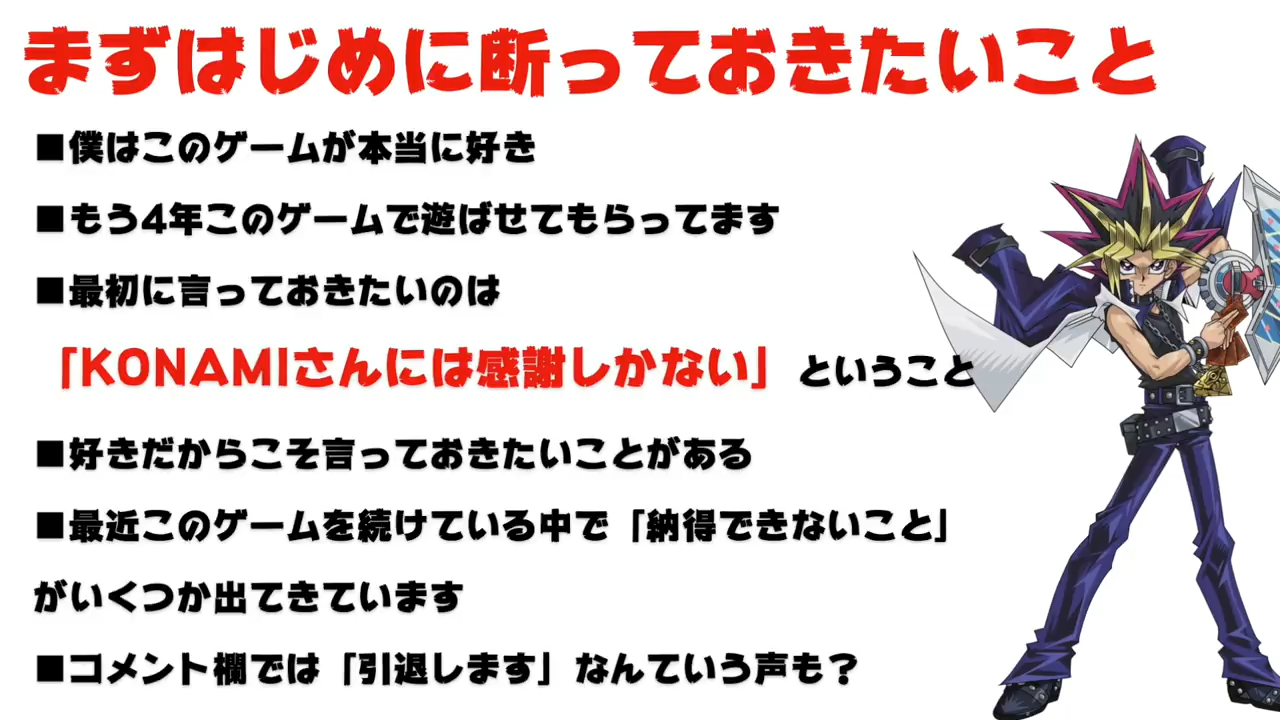 まずはじめに断っておきたいこと
■僕はこのゲームが本当に好き
■もう4年このゲームで遊ばせてもらってます
■最初に言っておきたいのは
「KONAMIさんには感謝しかない」ということ
■好きだからこそ言っておきたいことがある
■最近このゲームを続けている中で「納得できないこと」
がいくつか出てきています
■コメント欄では「引退します」なんていう声も？